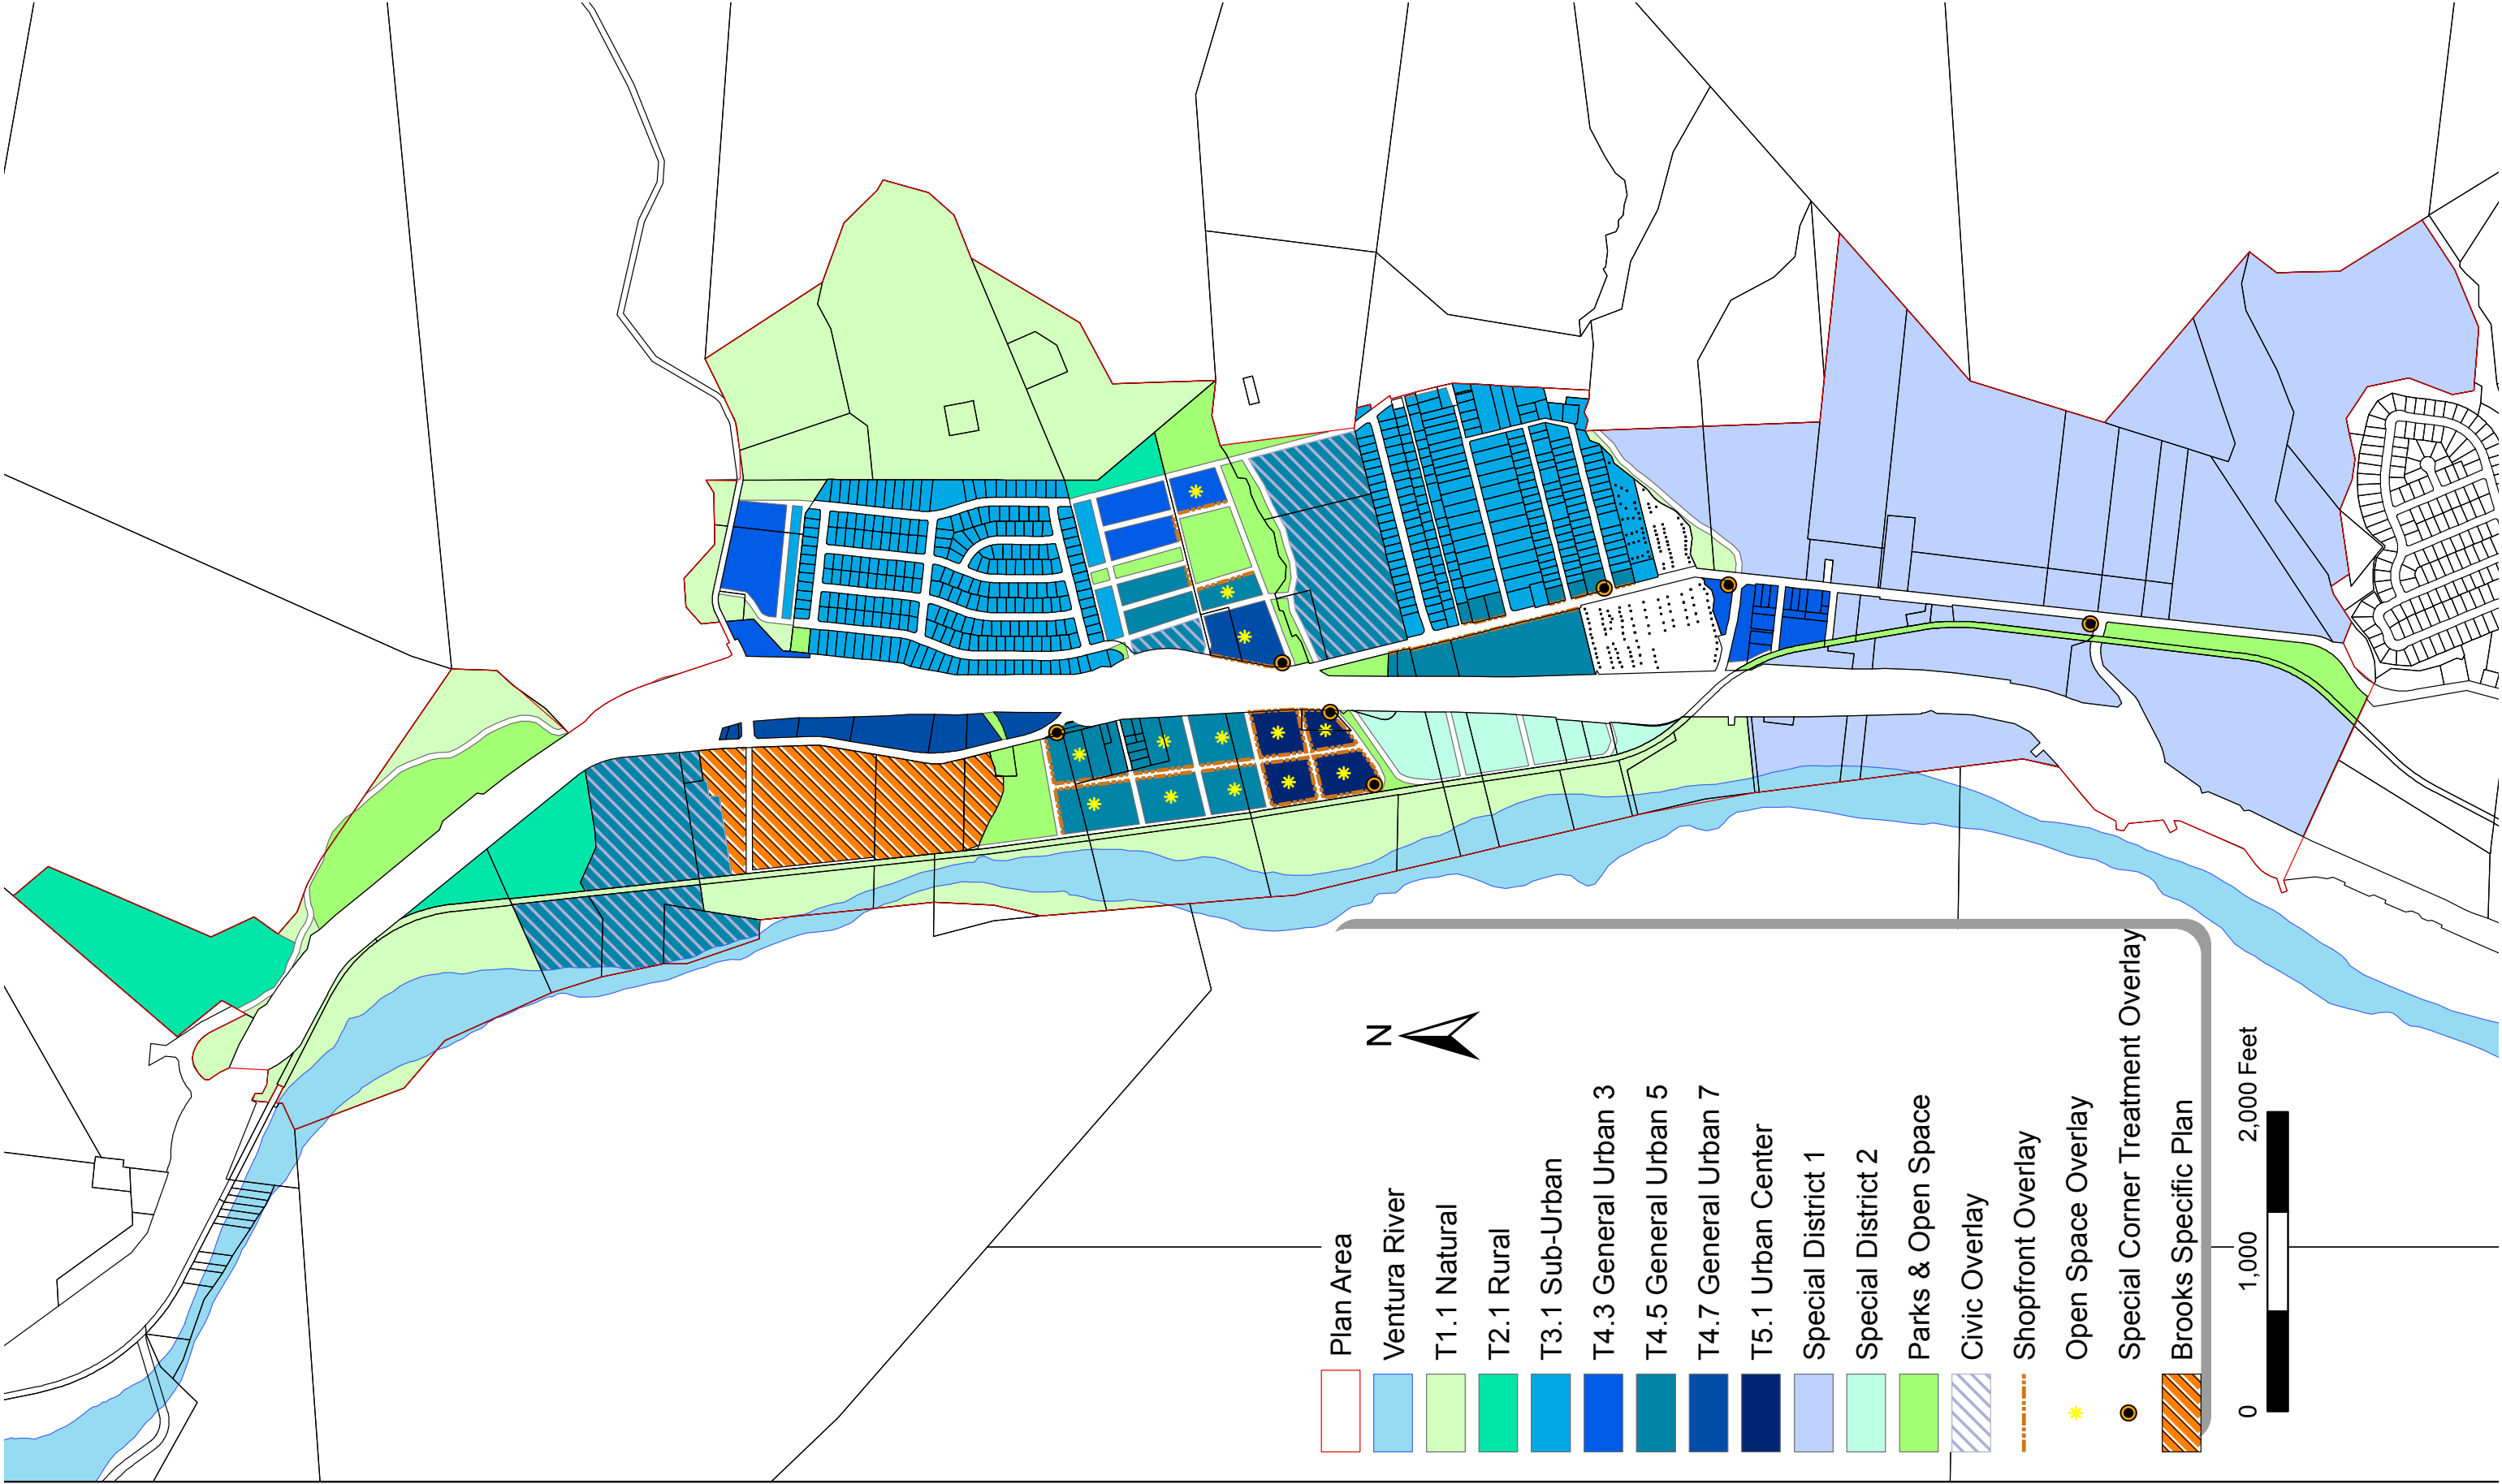 N
Plan Area
Ventura River
T1.1 Natural
T2.1 Rural
T3.1 Sub-Urban
T4.3 General Urban 3
T4.5 General Urban 5
T4.7 General Urban 7
T5.1 Urban Center
Special District 1
Special District 2
Parks & Open Space
Civic Overlay
Shopfront Overlay
Open Space Overlay
Special Corner Treatment Overlay
Brooks Specific Plan
0 1,000 2,000 Feet